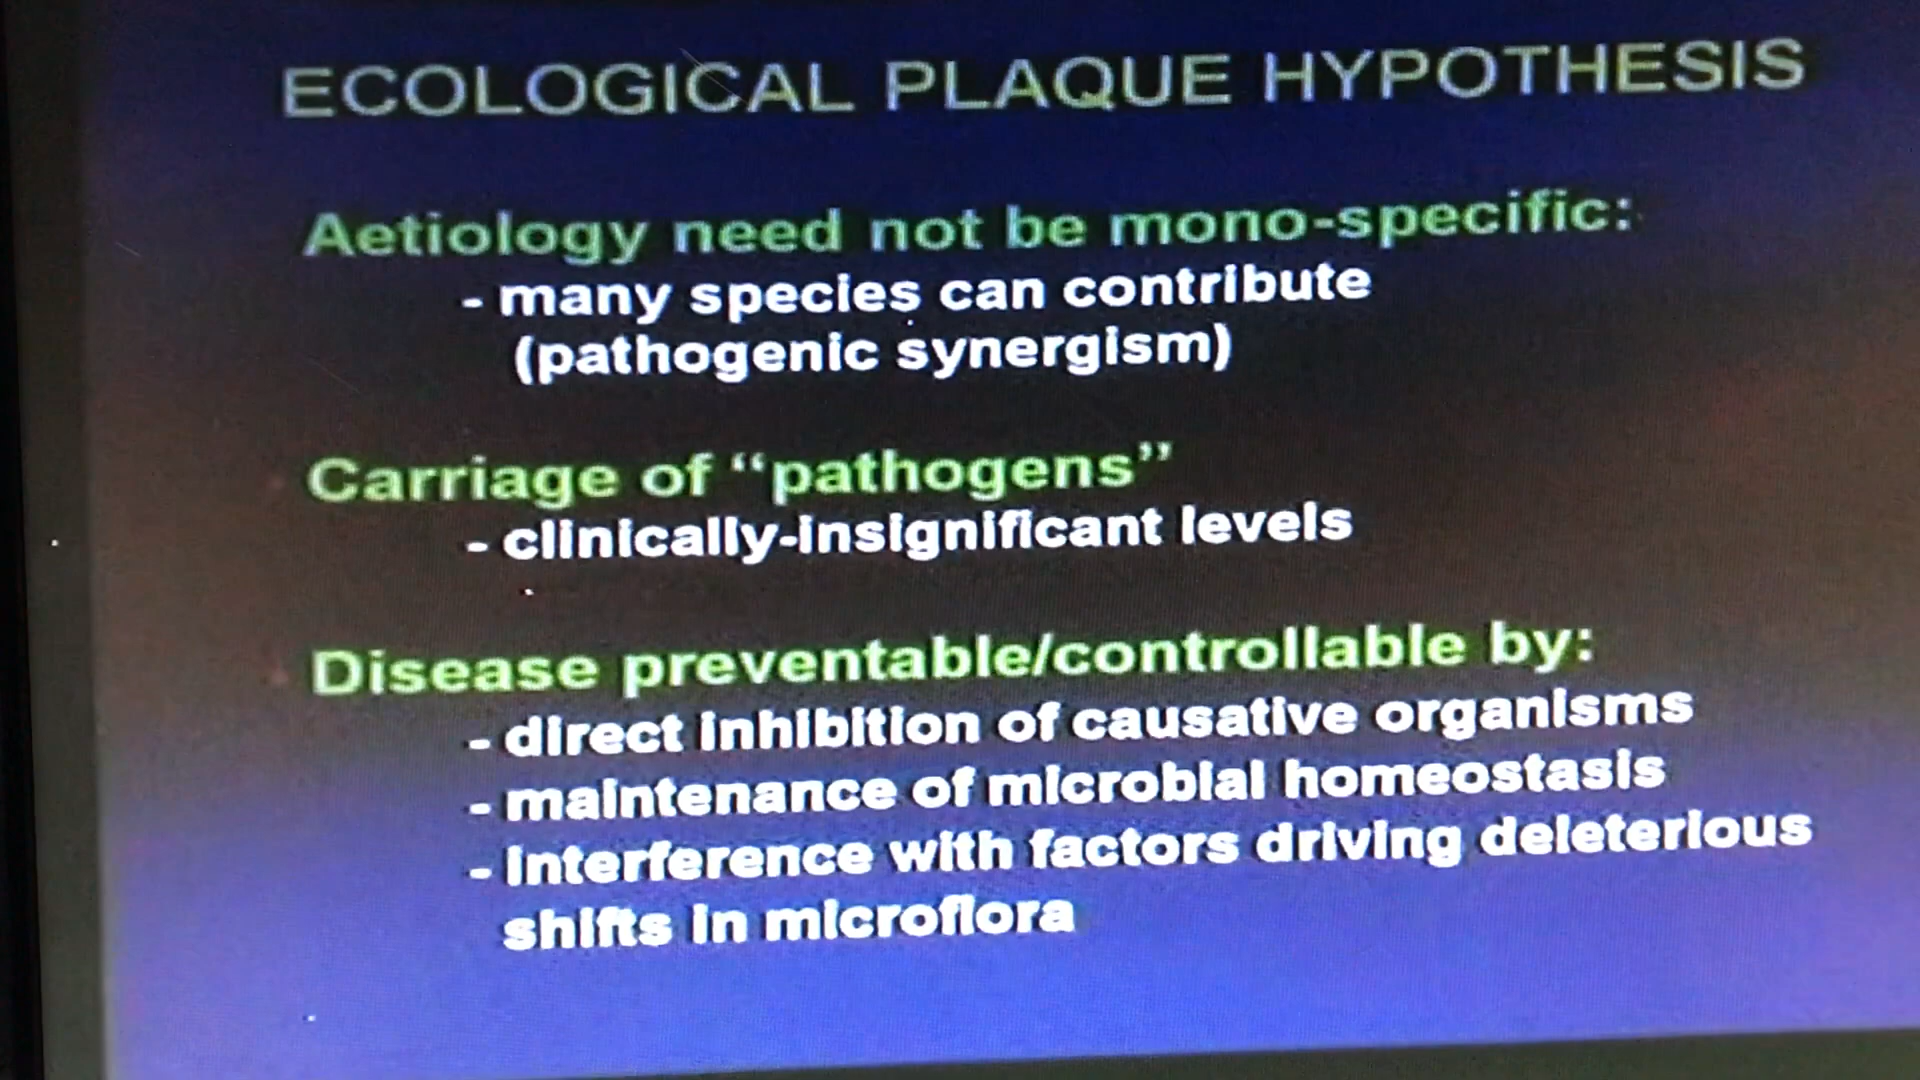 ECOLOGICAL PLAQUE HYPOTHESIS
Aetiology need not be mono-specific:
- many species can contribute
(pathogenic synergism)
Carriage of “pathogens”
- clinically-insignificant levels
Disease preventable/controllable by:
- direct inhibition of causative organisms
- maintenance of microbial homeostasis
- interference with factors driving deleterious
shifts in microflora